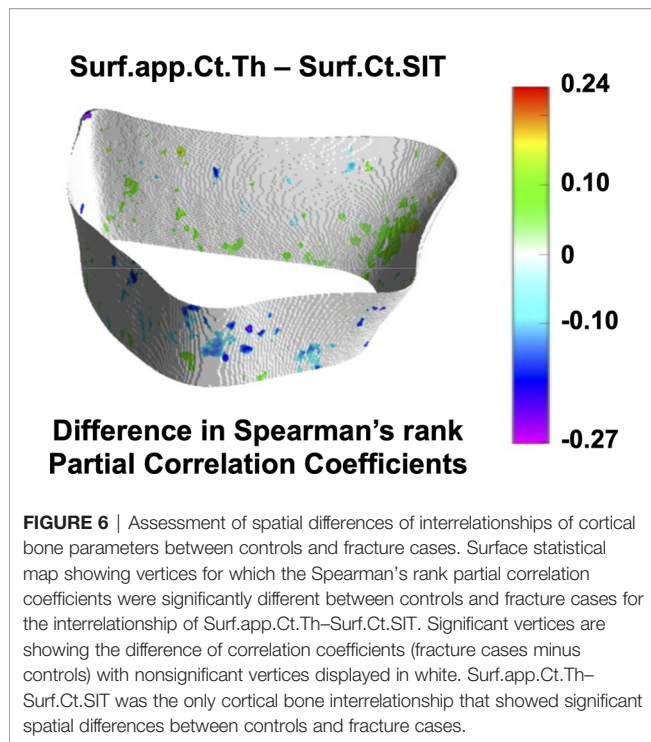 Surf.app.Ct.Th – Surf.Ct.SIT
0.24
0.10
0
-0.10
-0.27
Difference in Spearman’s rank
Partial Correlation Coefficients
FIGURE 6 | Assessment of spatial differences of interrelationships of cortical
bone parameters between controls and fracture cases. Surface statistical
map showing vertices for which the Spearman’s rank partial correlation
coefficients were significantly different between controls and fracture cases for
the interrelationship of Surf.app.Ct.Th–Surf.Ct.SIT. Significant vertices are
showing the difference of correlation coefficients (fracture cases minus
controls) with nonsignificant vertices displayed in white. Surf.app.Ct.Th–
Surf.Ct.SIT was the only cortical bone interrelationship that showed significant
spatial differences between controls and fracture cases.